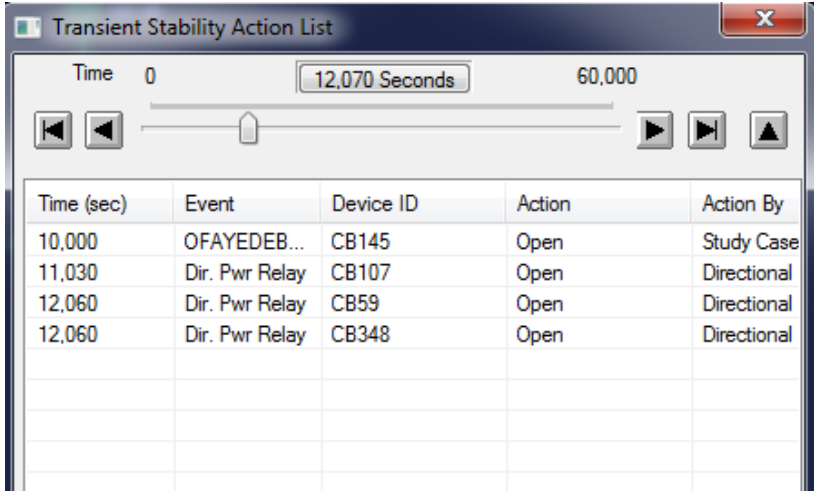 Transient Stability Action List
Time 0 12,070 Seconds 60,000
Time (sec) Event Device ID Action Action By
10,000 OFAYEDEB... CB145 Open Study Case
11,030 Dir. Pwr Relay CB107 Open Directional
12,060 Dir. Pwr Relay CB59 Open Directional
12,060 Dir. Pwr Relay CB348 Open Directional